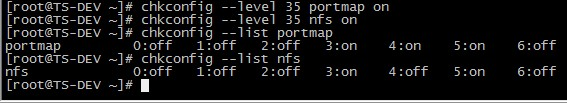 [root@TS-DEV ~]# chkconfig --level 35 portmap on
[root@TS-DEV ~]# chkconfig --level 35 nfs on
[root@TS-DEV ~]# chkconfig --list portmap
portmap 0:off 1:off 2:off 3:on 4:on 5:on 6:off
[root@TS-DEV ~]# chkconfig --list nfs
nfs 0:off 1:off 2:off 3:on 4:off 5:on 6:off
[root@TS-DEV ~]#